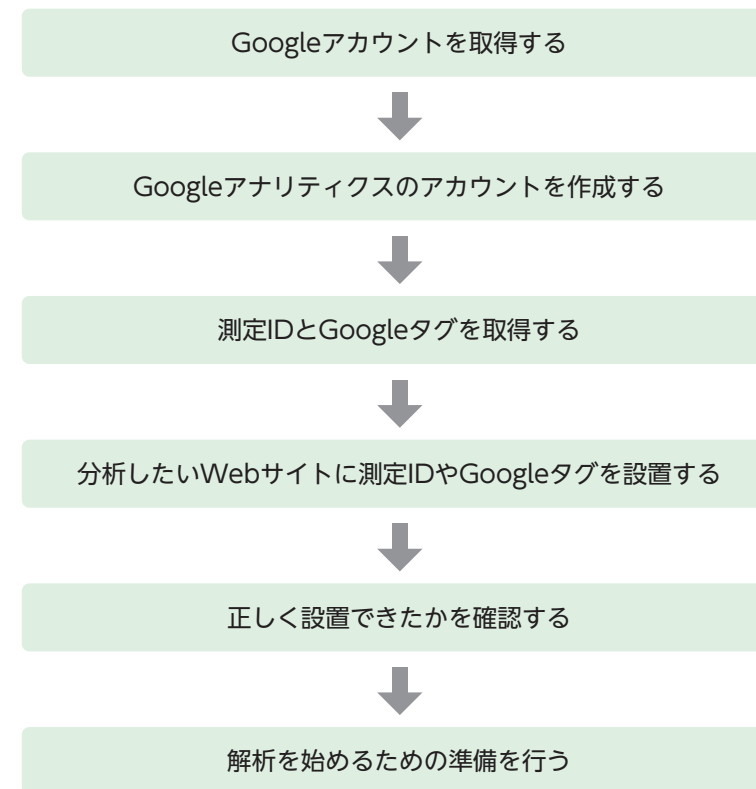 Googleアカウントを取得する
Googleアナリティクスのアカウントを作成する
測定IDとGoogleタグを取得する
分析したいWebサイトに測定IDやGoogleタグを設置する
正しく設置できたかを確認する
解析を始めるための準備を行う